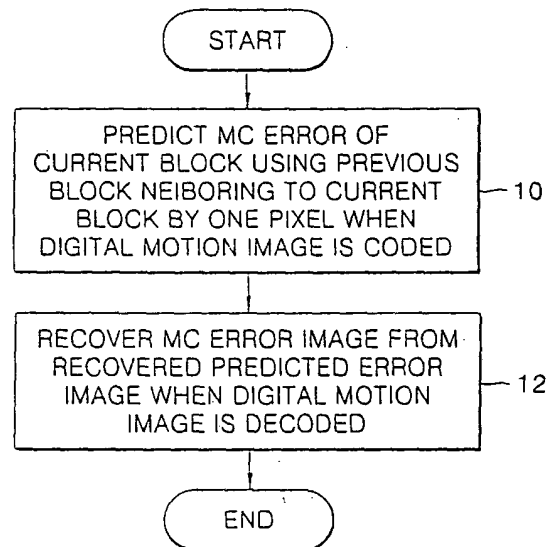 START
PREDICT MC ERROR OF
CURRENT BLOCK USING PREVIOUS
BLOCK NEIBORING TO CURRENT
BLOCK BY ONE PIXEL WHEN
DIGITAL MOTION IMAGE IS CODED
10
RECOVER MC ERROR IMAGE FROM
RECOVERED PREDICTED ERROR
IMAGE WHEN DIGITAL MOTION
IMAGE IS DECODED
12
END